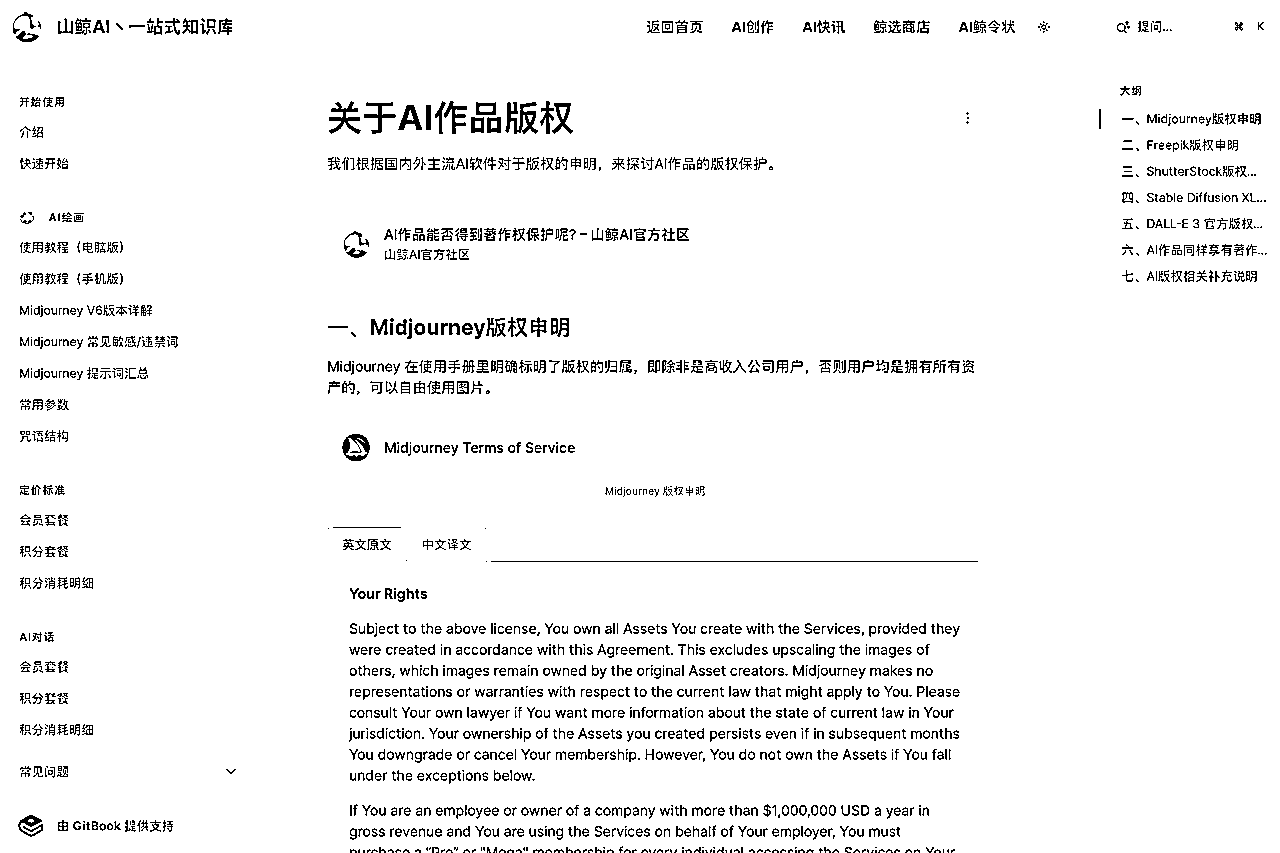 山鲸AI丶一站式知识库
返回首页
AI创作
AI快讯
鲸选商店
AI鲸令状
提问...
⌘ K
开始使用
介绍
快速开始
AI绘画
使用教程（电脑版）
使用教程（手机版）
Midjourney V6版本详解
Midjourney 常见敏感/违禁词
Midjourney 提示词汇总
常用参数
咒语结构
定价标准
会员套餐
积分套餐
积分消耗明细
AI对话
会员套餐
积分套餐
积分消耗明细
常见问题
由 GitBook 提供支持
关于AI作品版权
我们根据国内外主流AI软件对于版权的申明，来探讨AI作品的版权保护。
AI作品能否得到著作权保护呢? – 山鲸AI官方社区
山鲸AI官方社区
一、Midjourney版权申明
Midjourney 在使用手册里明确标明了版权的归属，即除非是高收入公司用户，否则用户均是拥有所有资
产的，可以自由使用图片。
Midjourney Terms of Service
Midjourney 版权申明
英文原文
中文译文
Your Rights
Subject to the above license, You own all Assets You create with the Services, provided they
were created in accordance with this Agreement. This excludes upscaling the images of
others, which images remain owned by the original Asset creators. Midjourney makes no
representations or warranties with respect to the current law that might apply to You. Please
consult Your own lawyer if You want more information about the state of current law in Your
jurisdiction. Your ownership of the Assets you created persists even if in subsequent months
You downgrade or cancel Your membership. However, You do not own the Assets if You fall
under the exceptions below.
If You are an employee or owner of a company with more than $1,000,000 USD a year in
gross revenue and You are using the Services on behalf of Your employer, You must
purchase a "Pro" or "Mega" membership for every individual accessing the Services on Your
大纲
一、Midjourney版权申明
二、Freepik版权申明
三、ShutterStock版权...
四、Stable Diffusion XL...
五、DALL-E 3 官方版权...
六、AI作品同样享有著作...
七、AI版权相关补充说明